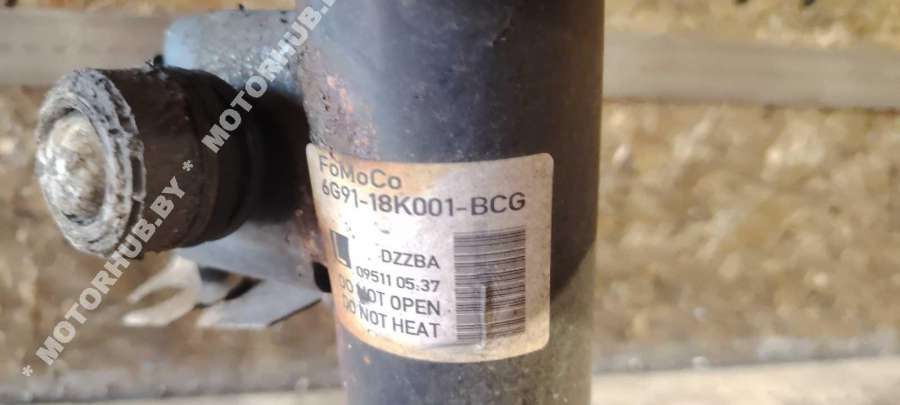 * MOTORHUB.BY * MOTORHUB.BY *
FoMoCo
6G91-18K001-BCG
L DZZBA
09511 05:37
DO NOT OPEN
DO NOT HEAT